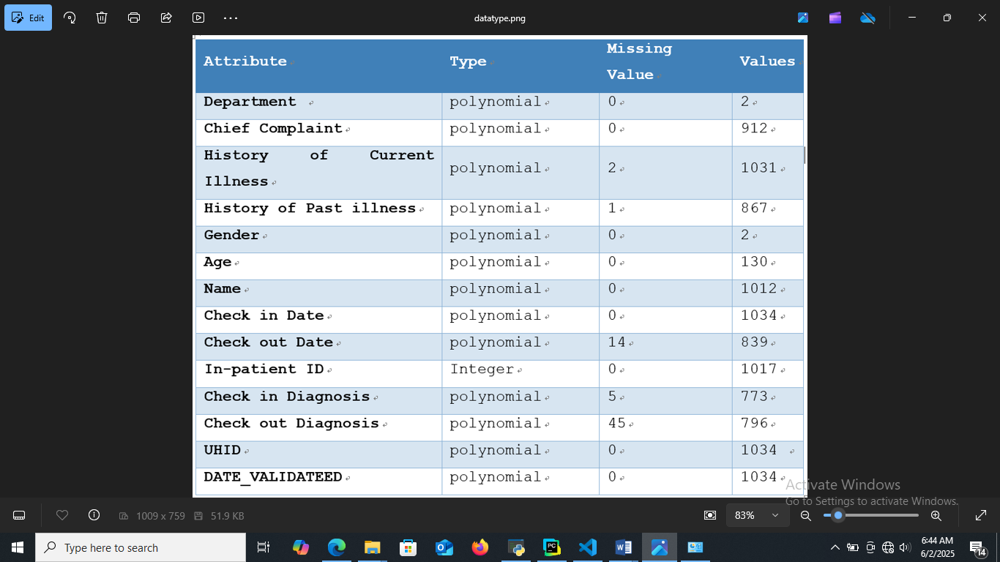 Edit
datatype.png
Attribute Type Missing Value Values
Department polynomial 0 2
Chief Complaint polynomial 0 912
History of Current Illness polynomial 2 1031
History of Past illness polynomial 1 867
Gender polynomial 0 2
Age polynomial 0 130
Name polynomial 0 1012
Check in Date polynomial 0 1034
Check out Date polynomial 14 839
In-patient ID Integer 0 1017
Check in Diagnosis polynomial 5 773
Check out Diagnosis polynomial 45 796
UHID polynomial 0 1034
DATE_VALIDATEED polynomial 0 1034
Activate Windows
Go to Settings to activate Windows.
1009 x 759 51.9 KB 83%
Type here to search
PC
W
6:44 AM
6/2/2025
14